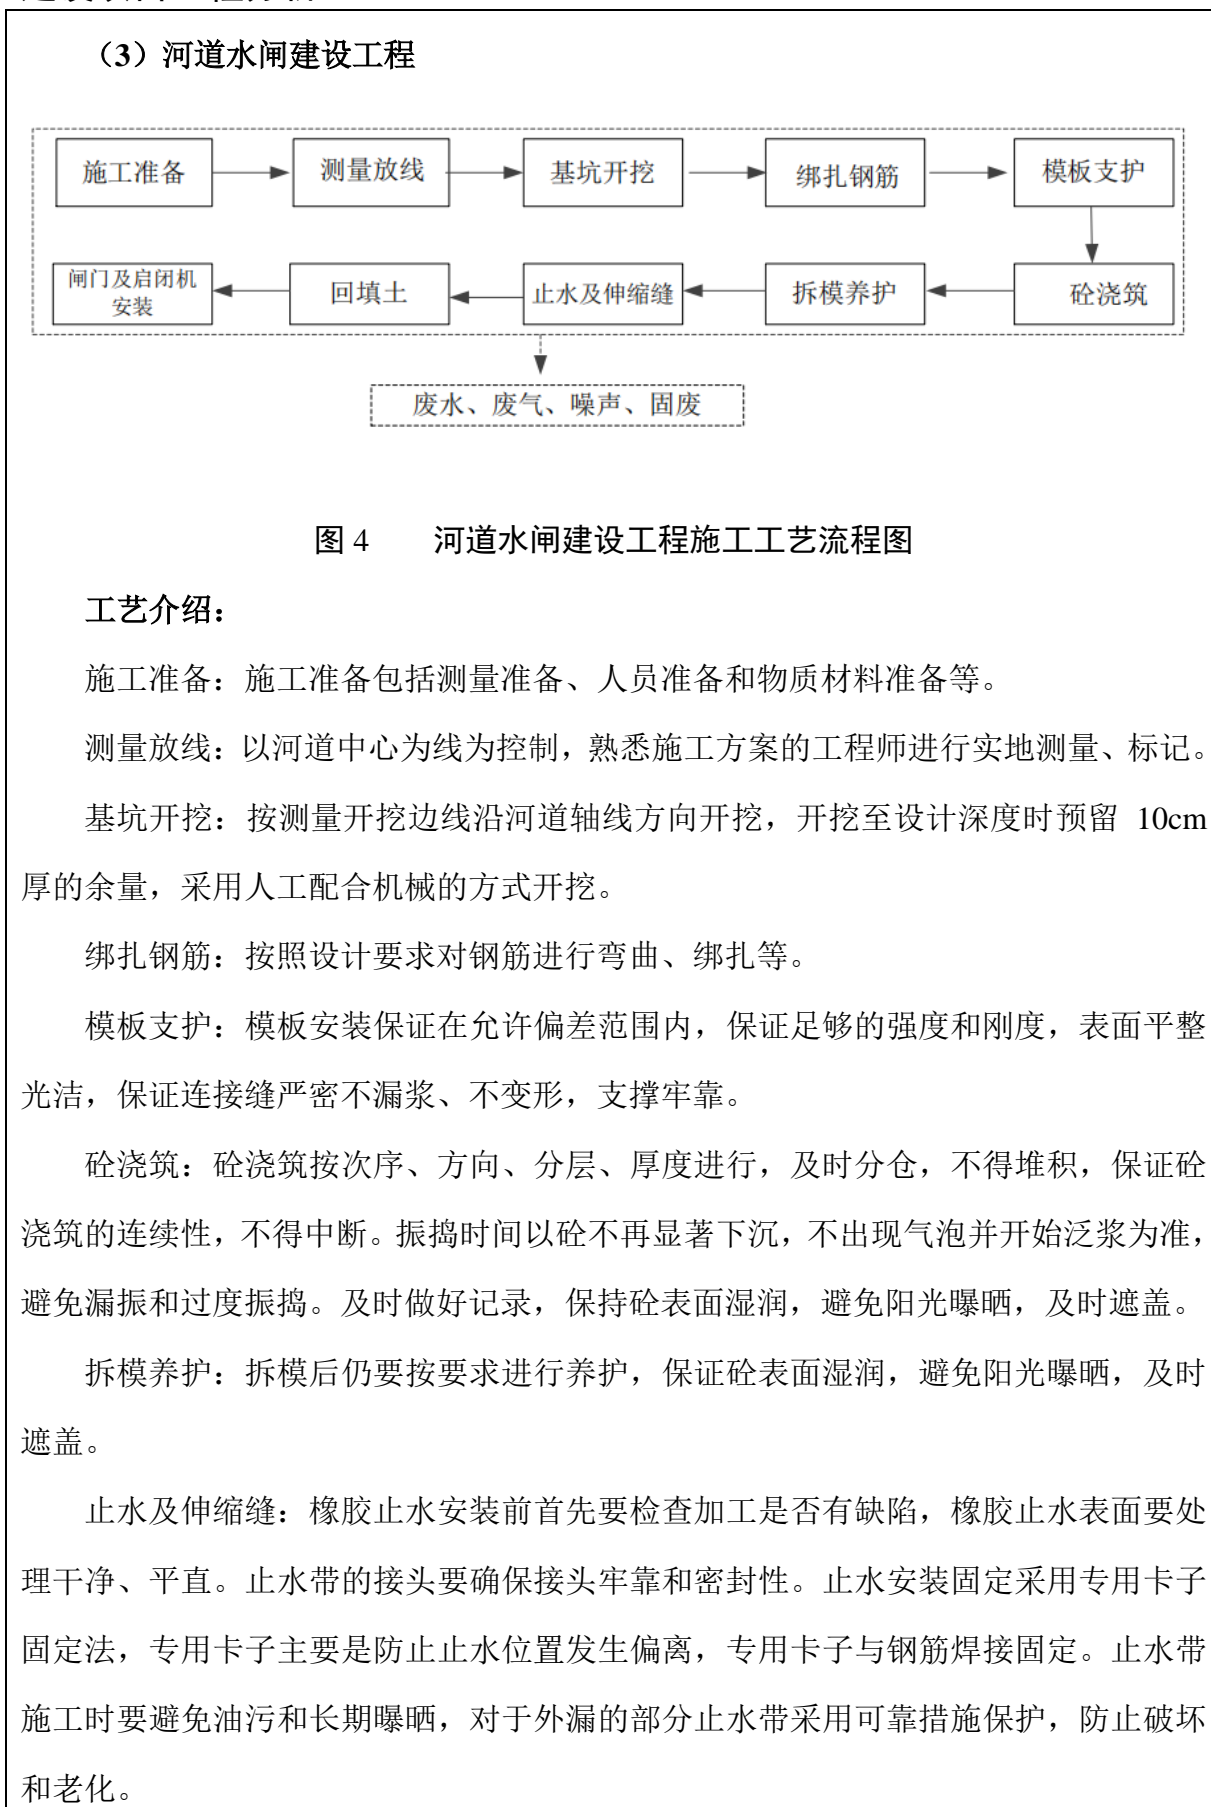 （3）河道水闸建设工程
施工准备
测量放线
基坑开挖
绑扎钢筋
模板支护
闸门及启闭机
安装
回填土
止水及伸缩缝
拆模养护
砼浇筑
废水、废气、噪声、固废
图 4 河道水闸建设工程施工工艺流程图
工艺介绍：
施工准备：施工准备包括测量准备、人员准备和物质材料准备等。
测量放线：以河道中心为线为控制，熟悉施工方案的工程师进行实地测量、标记。
基坑开挖：按测量开挖边线沿河道轴线方向开挖，开挖至设计深度时预留 10cm
厚的余量，采用人工配合机械的方式开挖。
绑扎钢筋：按照设计要求对钢筋进行弯曲、绑扎等。
模板支护：模板安装保证在允许偏差范围内，保证足够的强度和刚度，表面平整
光洁，保证连接缝严密不漏浆、不变形，支撑牢靠。
砼浇筑：砼浇筑按次序、方向、分层、厚度进行，及时分仓，不得堆积，保证砼
浇筑的连续性，不得中断。振捣时间以砼不再显著下沉，不出现气泡并开始泛浆为准，
避免漏振和过度振捣。及时做好记录，保持砼表面湿润，避免阳光曝晒，及时遮盖。
拆模养护：拆模后仍要按要求进行养护，保证砼表面湿润，避免阳光曝晒，及时
遮盖。
止水及伸缩缝：橡胶止水安装前首先要检查加工是否有缺陷，橡胶止水表面要处
理干净、平直。止水带的接头要确保接头牢靠和密封性。止水安装固定采用专用卡子
固定法，专用卡子主要是防止止水位置发生偏离，专用卡子与钢筋焊接固定。止水带
施工时要避免油污和长期曝晒，对于外漏的部分止水带采用可靠措施保护，防止破坏
和老化。